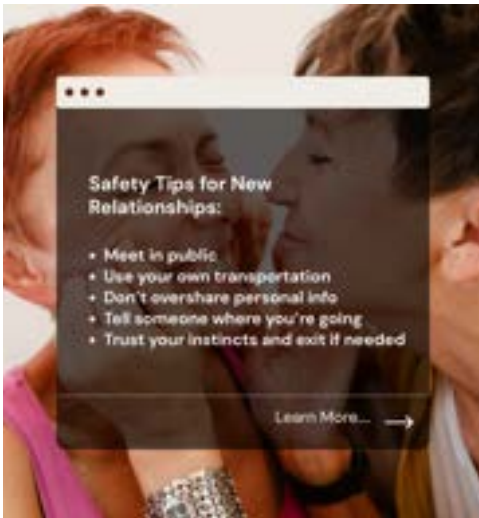 Safety Tips for New
Relationships:
• Meet in public
• Use your own transportation
• Don't overshare personal info
• Tell someone where you're going
• Trust your instincts and exit if needed
Learn More...